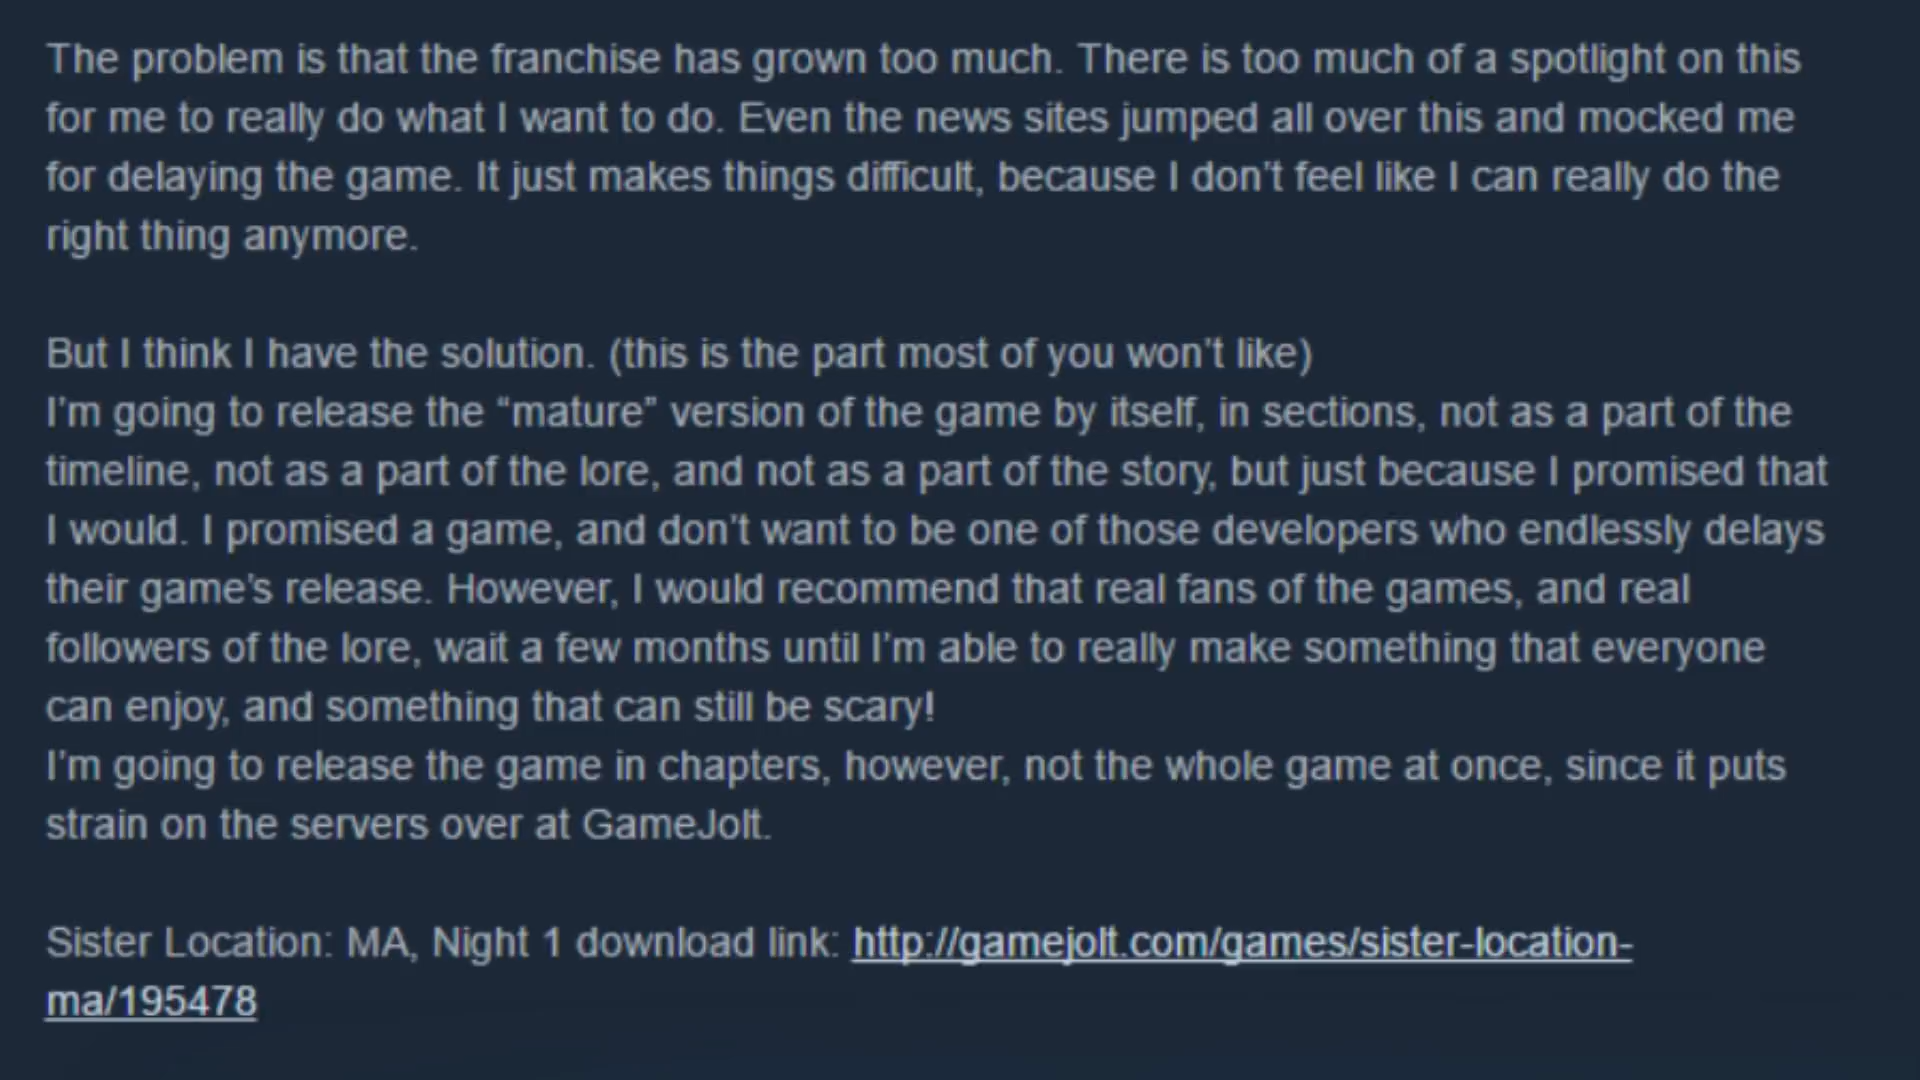 The problem is that the franchise has grown too much. There is too much of a spotlight on this
for me to really do what I want to do. Even the news sites jumped all over this and mocked me
for delaying the game. It just makes things difficult, because I don’t feel like I can really do the
right thing anymore.
But I think I have the solution. (this is the part most of you won’t like)
I’m going to release the “mature” version of the game by itself, in sections, not as a part of the
timeline, not as a part of the lore, and not as a part of the story, but just because I promised that
I would. I promised a game, and don’t want to be one of those developers who endlessly delays
their game’s release. However, I would recommend that real fans of the games, and real
followers of the lore, wait a few months until I’m able to really make something that everyone
can enjoy, and something that can still be scary!
I’m going to release the game in chapters, however, not the whole game at once, since it puts
strain on the servers over at GameJolt.
Sister Location: MA, Night 1 download link: http://gamejolt.com/games/sister-location-
ma/195478